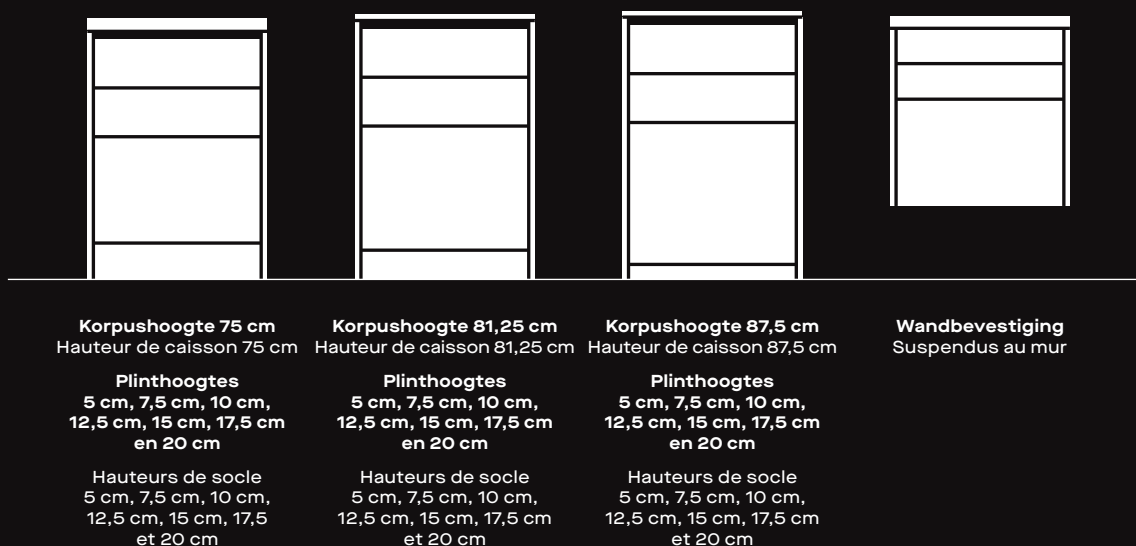 Korpushoogte 75 cm
Hauteur de caisson 75 cm
Plinthoogtes
5 cm, 7,5 cm, 10 cm,
12,5 cm, 15 cm, 17,5 cm
en 20 cm
Hauteurs de socle
5 cm, 7,5 cm, 10 cm,
12,5 cm, 15 cm, 17,5
et 20 cm
Korpushoogte 81,25 cm
Hauteur de caisson 81,25 cm
Plinthoogtes
5 cm, 7,5 cm, 10 cm,
12,5 cm, 15 cm, 17,5 cm
en 20 cm
Hauteurs de socle
5 cm, 7,5 cm, 10 cm,
12,5 cm, 15 cm, 17,5 cm
et 20 cm
Korpushoogte 87,5 cm
Hauteur de caisson 87,5 cm
Plinthoogtes
5 cm, 7,5 cm, 10 cm,
12,5 cm, 15 cm, 17,5 cm
en 20 cm
Hauteurs de socle
5 cm, 7,5 cm, 10 cm,
12,5 cm, 15 cm, 17,5 cm
et 20 cm
Wandbevestiging
Suspendus au mur